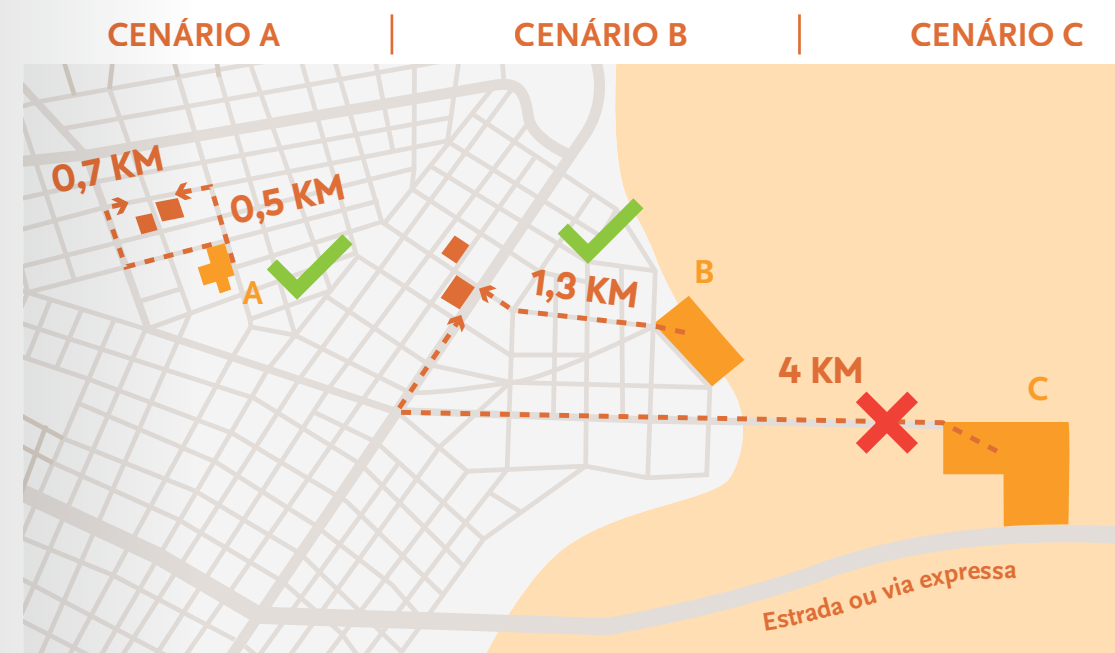 CENÁRIO A
CENÁRIO B
CENÁRIO C
0,7 KM
0,5 KM
A
1,3 KM
B
4 KM
C
Estrada ou via expressa